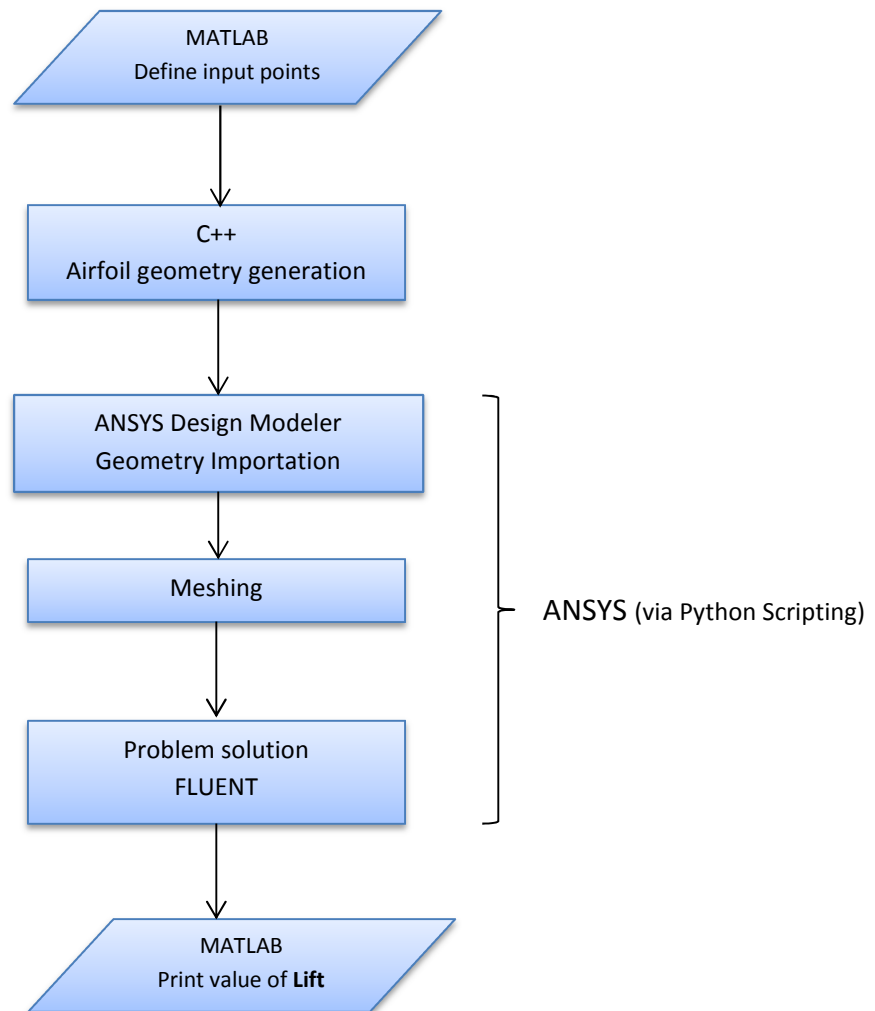 MATLAB
Define input points
C++
Airfoil geometry generation
ANSYS Design Modeler
Geometry Importation
Meshing
ANSYS (via Python Scripting)
Problem solution
FLUENT
MATLAB
Print value of Lift